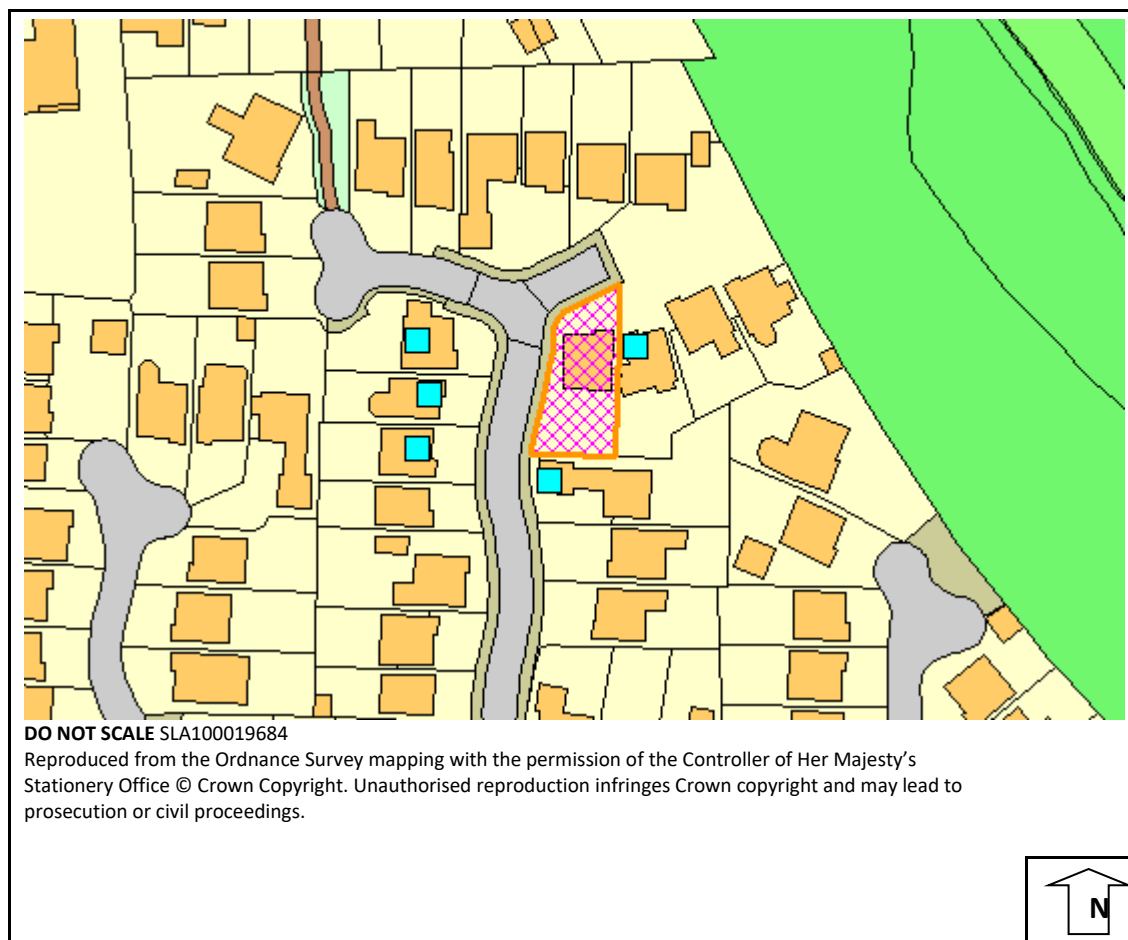 DO NOT SCALE SLA100019684
Reproduced from the Ordnance Survey mapping with the permission of the Controller of Her Majesty's
Stationery Office © Crown Copyright. Unauthorised reproduction infringes Crown copyright and may lead to
prosecution or civil proceedings.
N